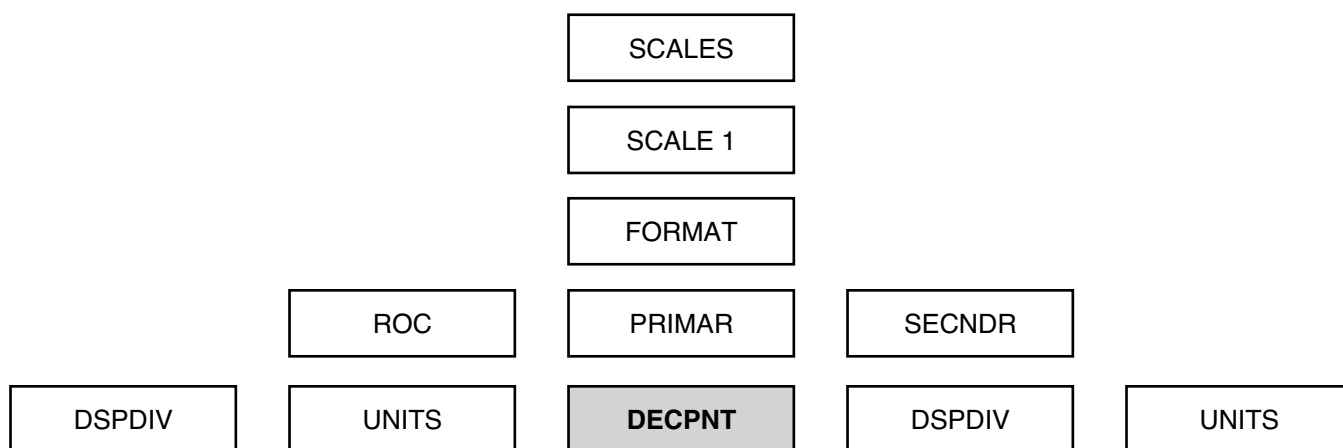 SCALES
SCALE 1
FORMAT
ROC PRIMAR SECNDR
DSPDIV UNITS DECPNT DSPDIV UNITS